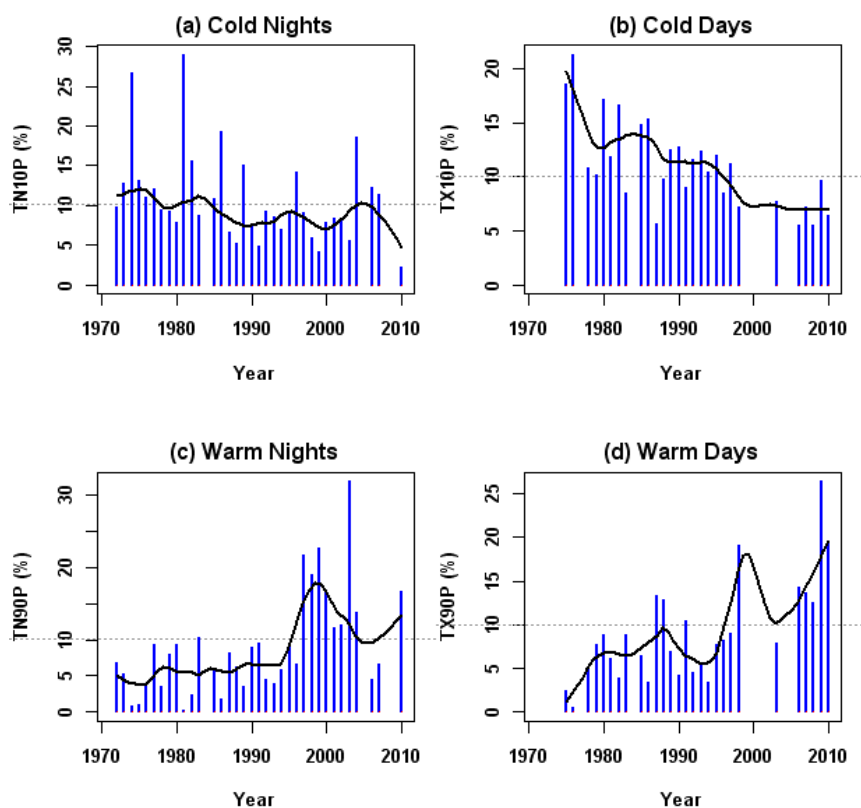 (a) Cold Nights
TN10P (%)
30
25
20
15
10
5
0
1970 1980 1990 2000 2010
Year
(b) Cold Days
TX10P (%)
20
15
10
5
0
1970 1980 1990 2000 2010
Year
(c) Warm Nights
TN90P (%)
30
20
10
5
0
1970 1980 1990 2000 2010
Year
(d) Warm Days
TX90P (%)
25
20
15
10
5
0
1970 1980 1990 2000 2010
Year